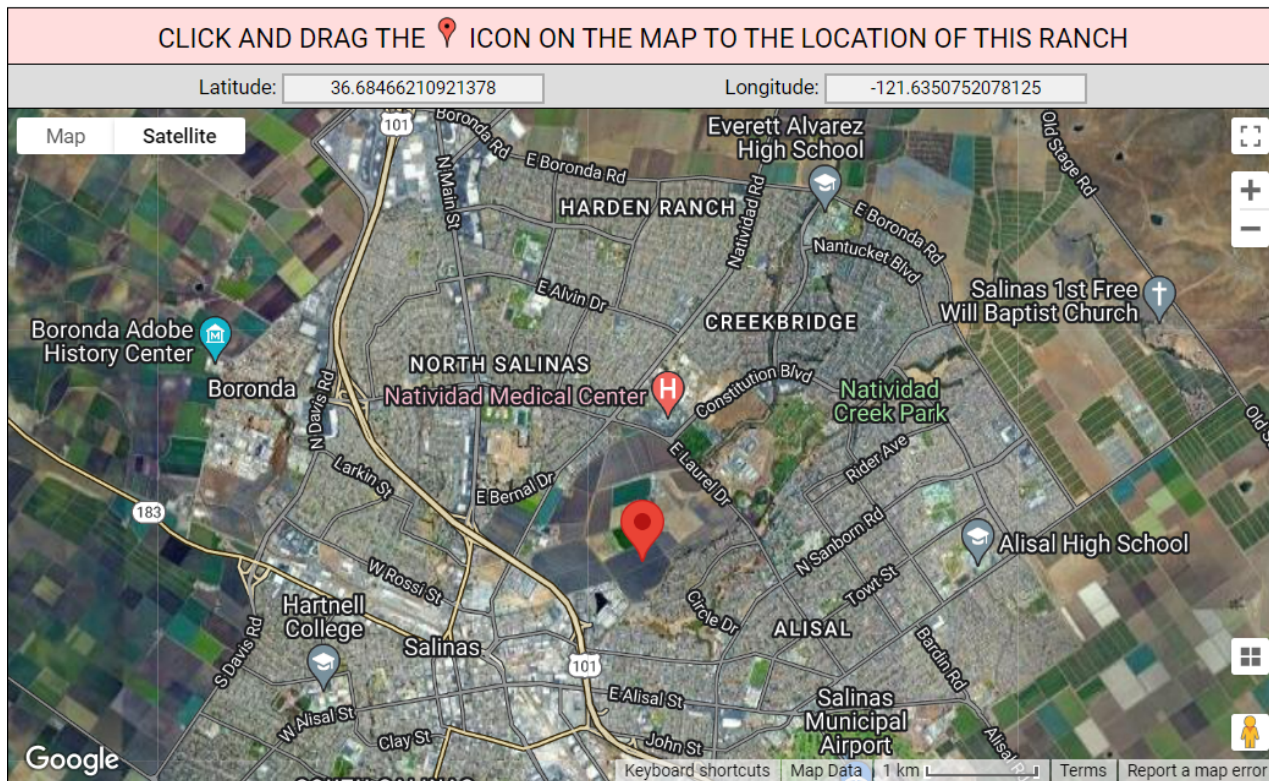 CLICK AND DRAG THE ICON ON THE MAP TO THE LOCATION OF THIS RANCH
Latitude: 36.68466210921378 Longitude: -121.6350752078125
Map Satellite
101
Boronda Rd
N Main St
E Boronda Rd
Everett Alvarez
High School
Old Stage Rd
HARDEN RANCH
Natividad Rd
E Boronda Rd
Nantucket Blvd
E Alvin Dr
Salinas 1st Free
Will Baptist Church
Boronda Adobe
History Center
CREEKBRIDGE
NORTH SALINAS
Boronda
Natividad Medical Center
H
Constitution Blvd
Natividad
Creek Park
N Davis Rd
Larkin St
E Bernal Dr
E Laurel Dr
Rider Ave
Old St
183
N Sanborn Rd
Alisal High School
W Rossi St
Towt St
Hartnell
College
Circle Dr
ALISAL
Salinas
S Davis Rd
101
Bardin Rd
E Alisal St
Salinas
Municipal
Airport
W Alisal St
Clay St
John St
Alisal R
Google
SOUTH SALINAS
Keyboard shortcuts Map Data 1 km Terms Report a map error